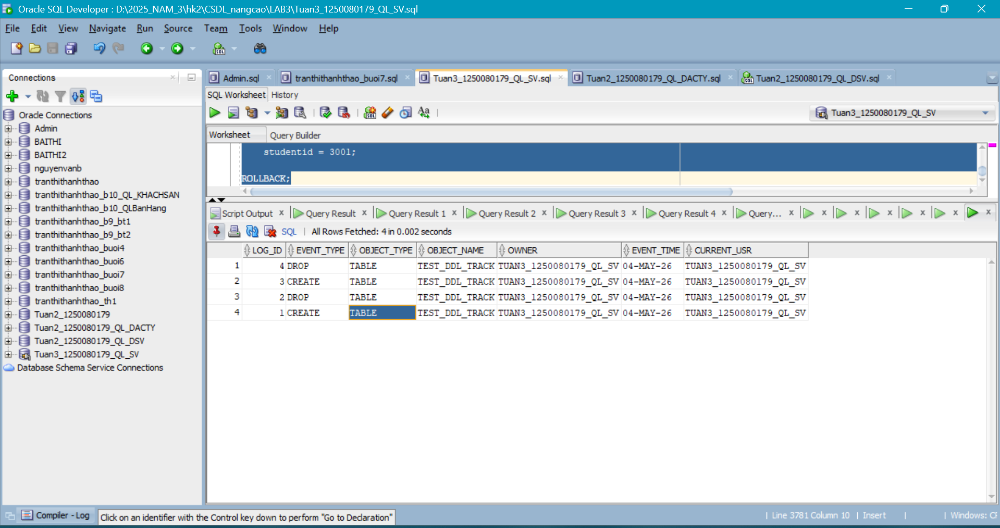 Oracle SQL Developer : D:\2025_NAM_3\hk2\CSDL_nangcao\LAB3\Tuan3_1250080179_QL_SV.sql
File Edit View Navigate Run Source Team Tools Window Help
Connections
Oracle Connections
Admin
BAITHI
BAITHI2
nguyenvanb
tranthithanhthao
tranthithanhthao_b10_QL_KHACHSAN
tranthithanhthao_b10_QLBanHang
tranthithanhthao_b9_bt1
tranthithanhthao_b9_bt2
tranthithanhthao_buoi4
tranthithanhthao_buoi6
tranthithanhthao_buoi7
tranthithanhthao_buoi8
tranthithanhthao_th1
Tuan2_1250080179
Tuan2_1250080179_QL_DACTY
Tuan2_1250080179_QL_DSV
Tuan3_1250080179_QL_SV
Database Schema Service Connections
Admin.sql tranthithanhthao_buoi7.sql Tuan3_1250080179_QL_SV.sql Tuan2_1250080179_QL_DACTY.sql Tuan2_1250080179_QL_DSV.sql
SQL Worksheet History
Tuan3_1250080179_QL_SV
Worksheet Query Builder
studentid = 3001;
ROLLBACK;
Script Output Query Result Query Result 1 Query Result 2 Query Result 3 Query Result 4 Query...
SQL All Rows Fetched: 4 in 0.002 seconds
LOG_ID EVENT_TYPE OBJECT_TYPE OBJECT_NAME OWNER EVENT_TIME CURRENT_USR
1 4 DROP TABLE TEST_DDL_TRACK TUAN3_1250080179_QL_SV 04-MAY-26 TUAN3_1250080179_QL_SV
2 3 CREATE TABLE TEST_DDL_TRACK TUAN3_1250080179_QL_SV 04-MAY-26 TUAN3_1250080179_QL_SV
3 2 DROP TABLE TEST_DDL_TRACK TUAN3_1250080179_QL_SV 04-MAY-26 TUAN3_1250080179_QL_SV
4 1 CREATE TABLE TEST_DDL_TRACK TUAN3_1250080179_QL_SV 04-MAY-26 TUAN3_1250080179_QL_SV
Compiler - Log Click on an identifier with the Control key down to perform "Go to Declaration" Line 3781 Column 10 Insert Windows: CF